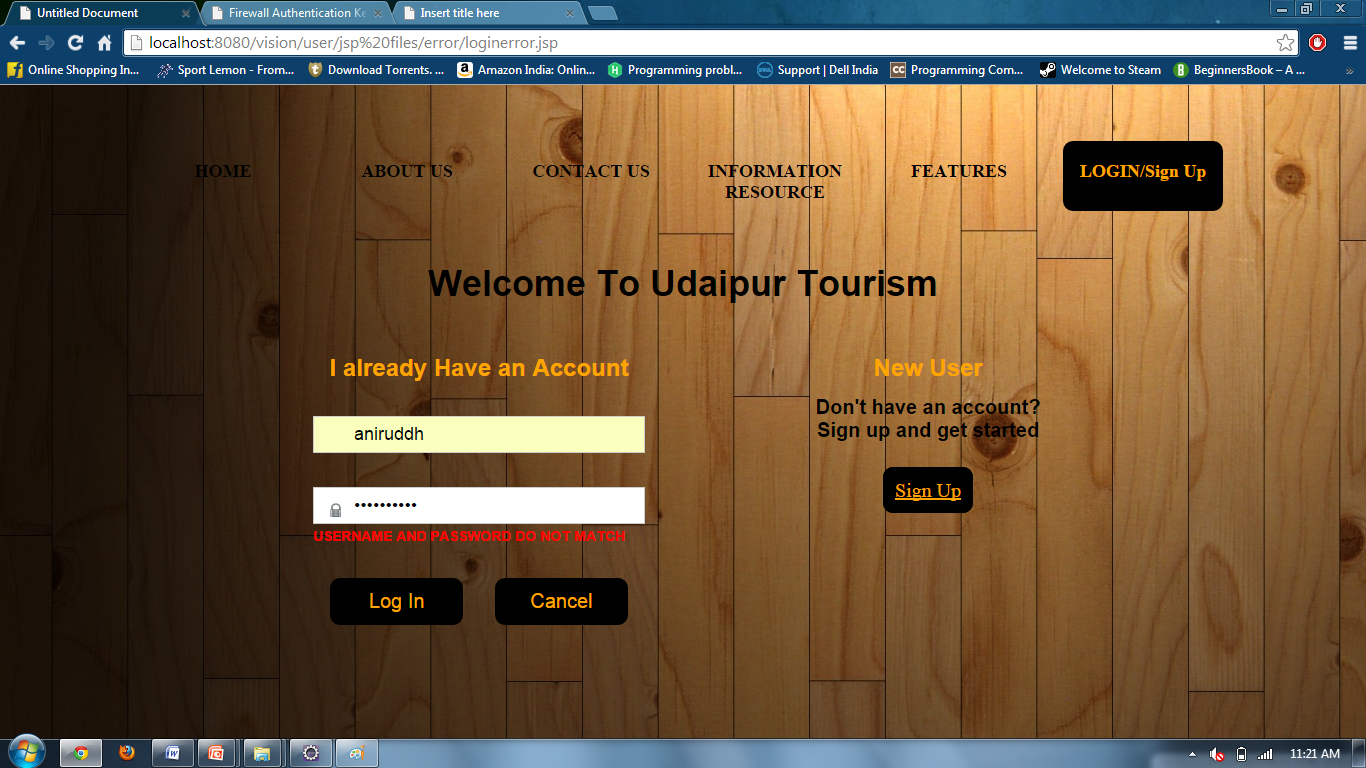 Untitled Document
Firewall Authentication Ke
Insert title here
localhost:8080/vision/user/jsp%20files/error/loginerror.jsp
Online Shopping In...
Sport Lemon - From...
Download Torrents. ...
Amazon India: Onlin...
Programming probl...
Support | Dell India
Programming Com...
Welcome to Steam
BeginnersBook – A ...
HOME
ABOUT US
CONTACT US
INFORMATION
RESOURCE
FEATURES
LOGIN/Sign Up
Welcome To Udaipur Tourism
I already Have an Account
aniruddh
••••••••••
USERNAME AND PASSWORD DO NOT MATCH
Log In
Cancel
New User
Don't have an account?
Sign up and get started
Sign Up
11:21 AM